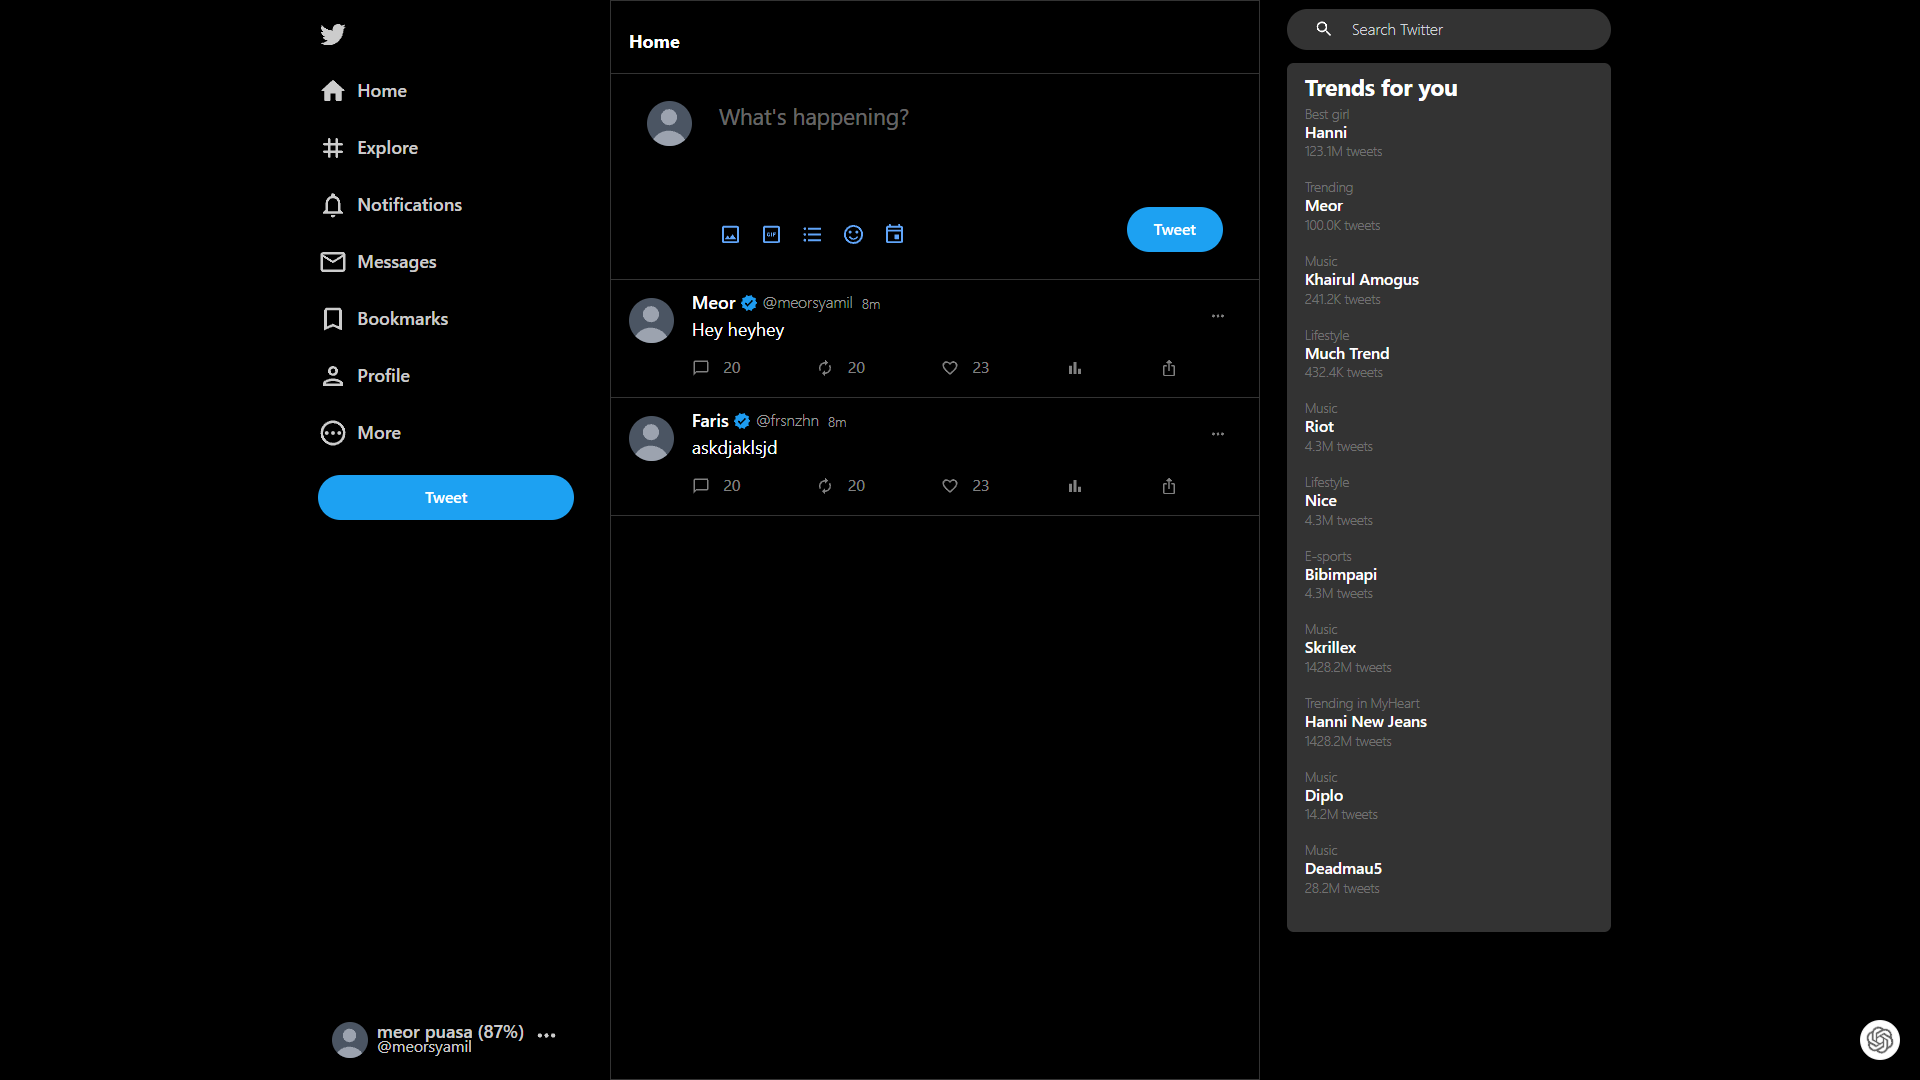 Home
Explore
Notifications
Messages
Bookmarks
Profile
More
Tweet
meor puasa (87%)
@meorsyamil
Home
What's happening?
GIF
Tweet
Meor @meorsyamil 8m
Hey heyhey
20 20 23
Faris @frsnzhn 8m
askdjaklsjd
20 20 23
Search Twitter
Trends for you
Best girl
Hanni
123.1M tweets
Trending
Meor
100.0K tweets
Music
Khairul Amogus
241.2K tweets
Lifestyle
Much Trend
432.4K tweets
Music
Riot
4.3M tweets
Lifestyle
Nice
4.3M tweets
E-sports
Bibimpapi
4.3M tweets
Music
Skrillex
1428.2M tweets
Trending in MyHeart
Hanni New Jeans
1428.2M tweets
Music
Diplo
14.2M tweets
Music
Deadmau5
28.2M tweets